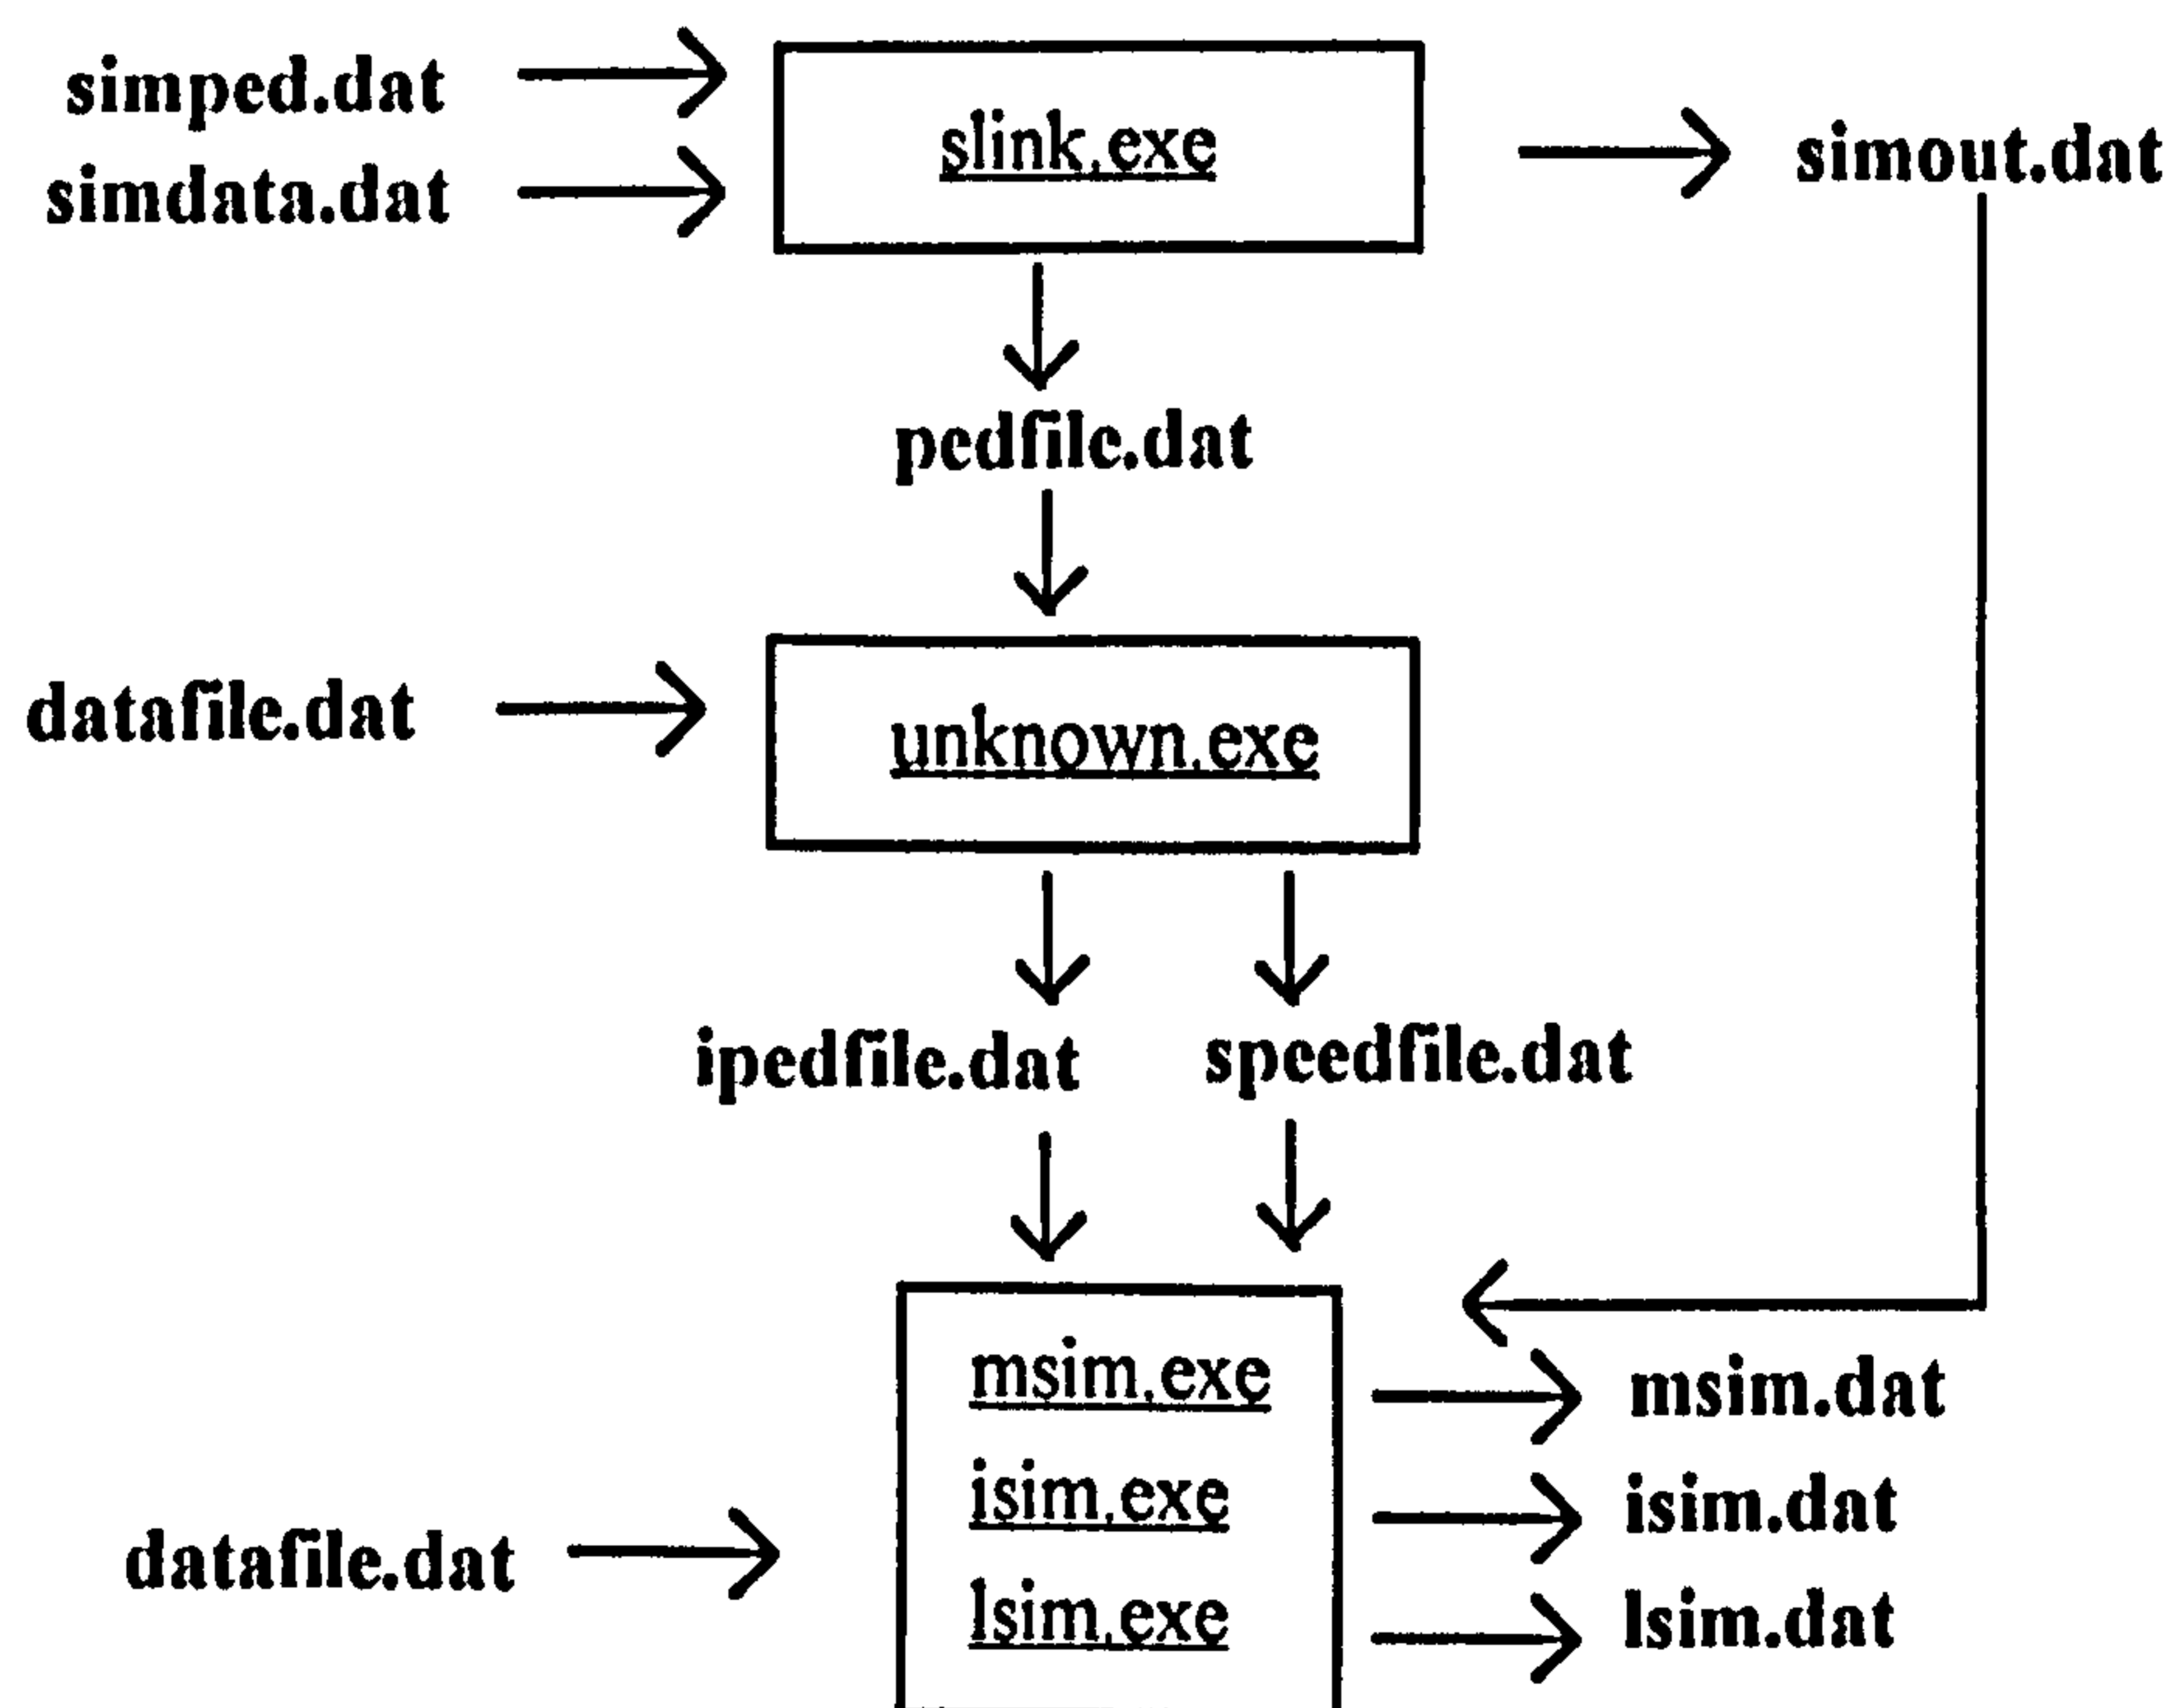 simped.dat
simdata.dat
slink.exe
simout.dat
pedfile.dat
datafile.dat
unknown.exe
ipedfile.dat
speedfile.dat
msim.exe
msim.dat
isim.exe
isim.dat
datafile.dat
lsim.exe
lsim.dat